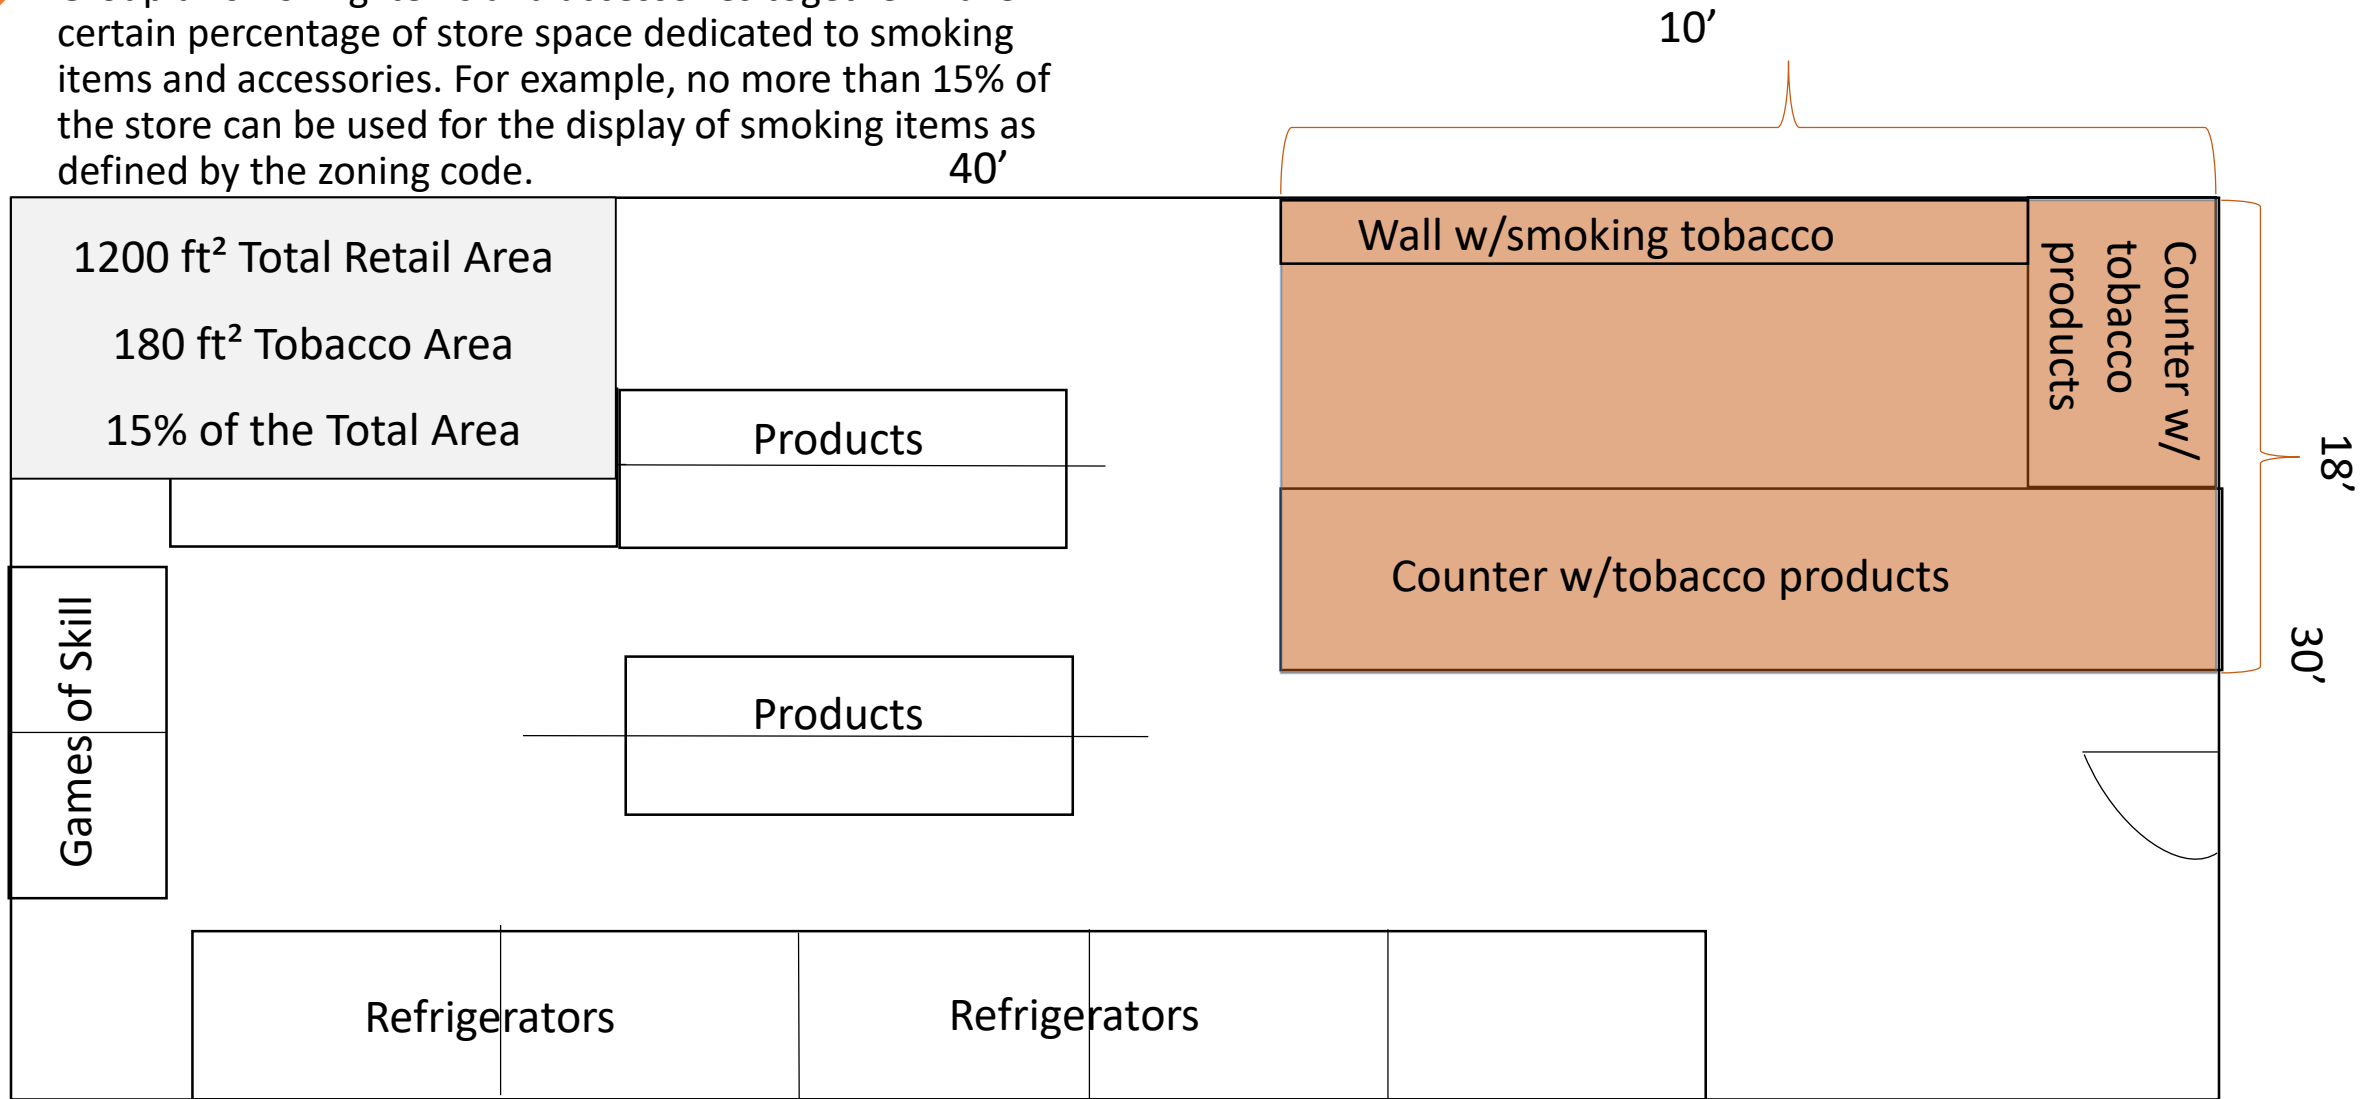 certain percentage of store space dedicated to smoking
items and accessories. For example, no more than 15% of
the store can be used for the display of smoking items as
defined by the zoning code.
10’
40’
1200 ft² Total Retail Area
180 ft² Tobacco Area
15% of the Total Area
Wall w/smoking tobacco
Counter w/
tobacco
products
18’
Products
Counter w/tobacco products
30’
Games of Skill
Products
Refrigerators
Refrigerators